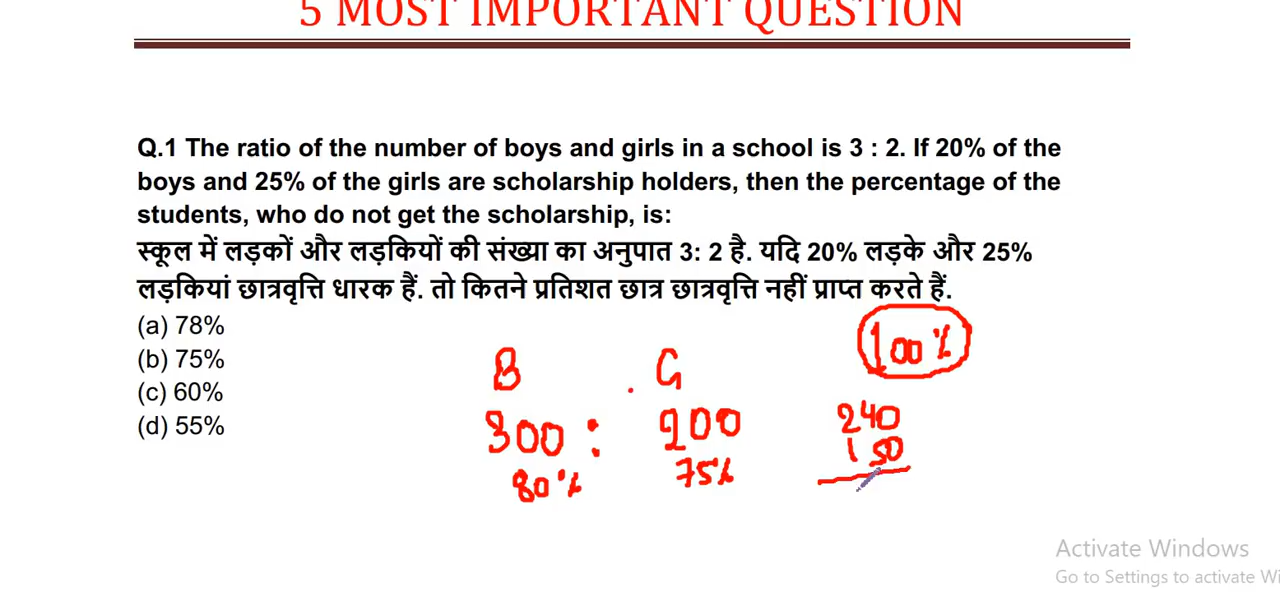 5 MOST IMPORTANT QUESTION
Q.1 The ratio of the number of boys and girls in a school is 3 : 2. If 20% of the
boys and 25% of the girls are scholarship holders, then the percentage of the
students, who do not get the scholarship, is:
स्कूल में लड़कों और लड़कियों की संख्या का अनुपात 3: 2 है. यदि 20% लड़के और 25%
लड़कियां छात्रवृत्ति धारक हैं. तो कितने प्रतिशत छात्र छात्रवृत्ति नहीं प्राप्त करते हैं.
(a) 78%
(b) 75%
(c) 60%
(d) 55%
100%
B G
300 : 200
80% 75%
240
150
Activate Windows
Go to Settings to activate Wi